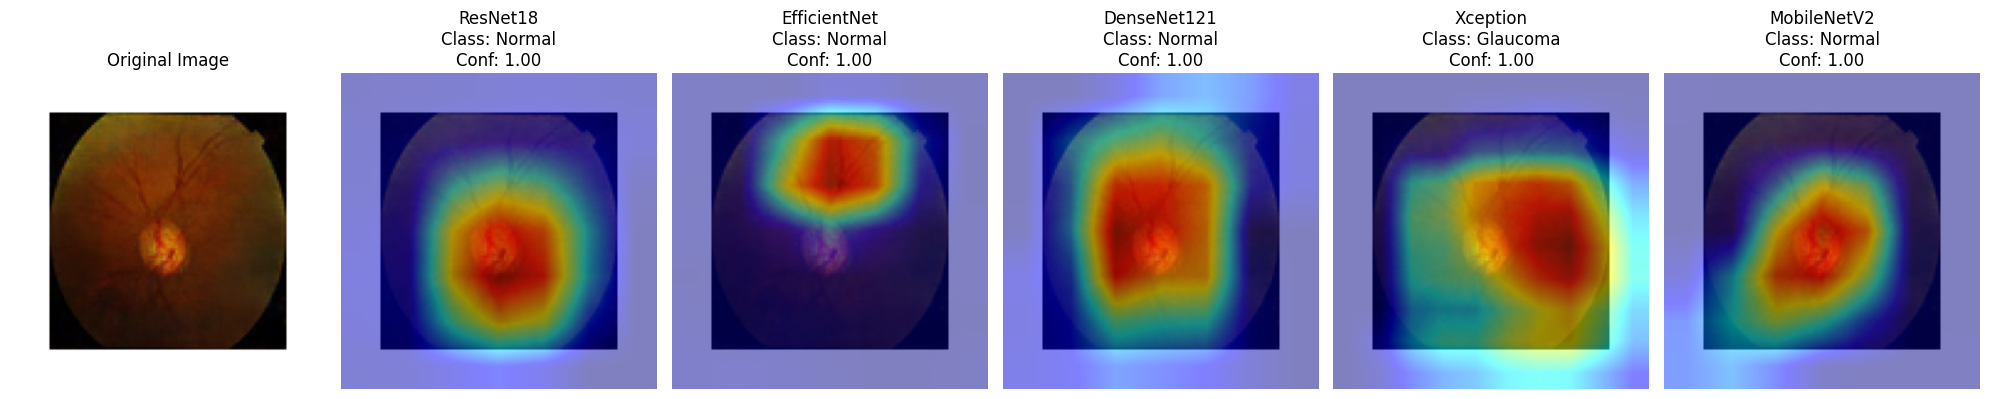 Original Image
ResNet18
Class: Normal
Conf: 1.00
EfficientNet
Class: Normal
Conf: 1.00
DenseNet121
Class: Normal
Conf: 1.00
Xception
Class: Glaucoma
Conf: 1.00
MobileNetV2
Class: Normal
Conf: 1.00